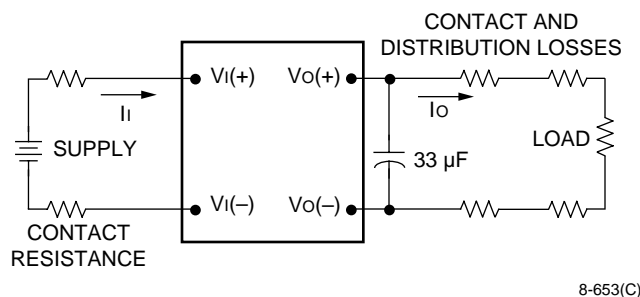 CONTACT AND
DISTRIBUTION LOSSES
VI(+)
VO(+)
II
IO
SUPPLY
33 µF
LOAD
VI(–)
VO(–)
CONTACT
RESISTANCE
8-653(C)